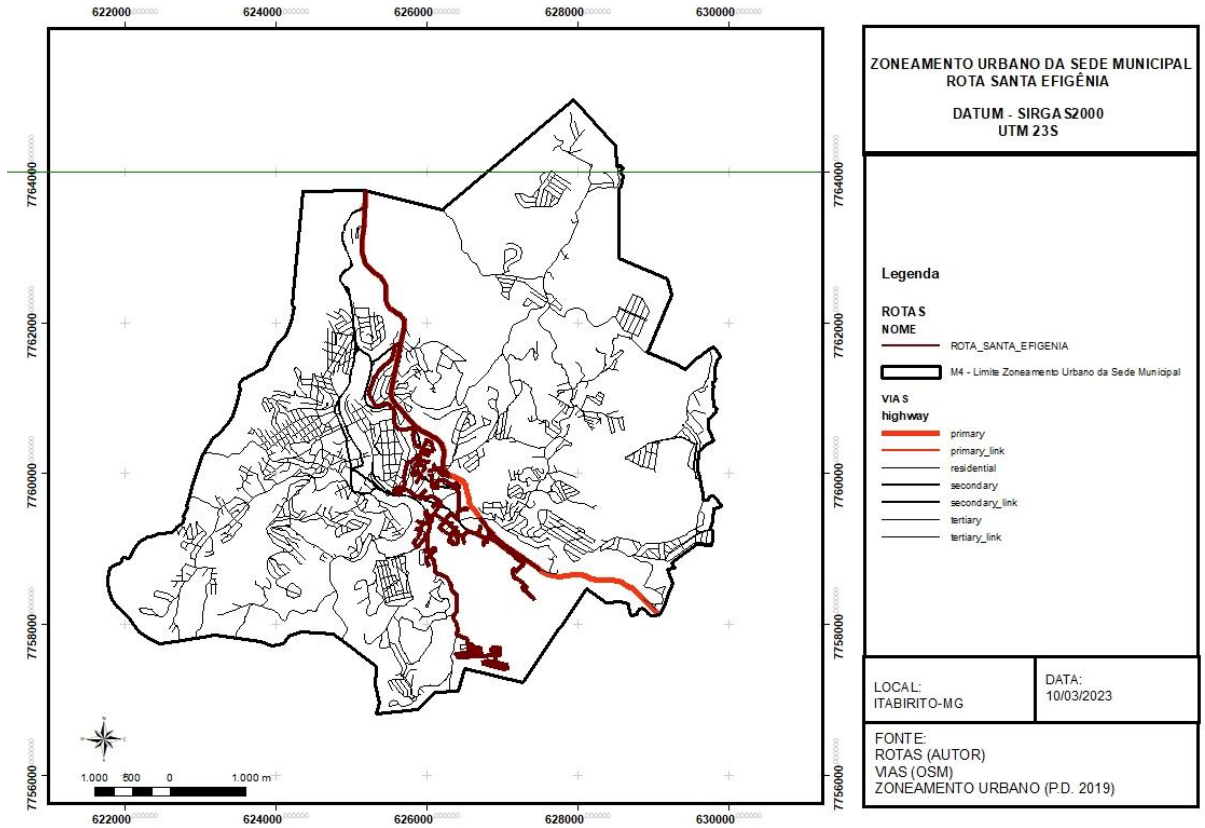 622000 624000 626000 628000 630000
7764000 7764000
7762000 7762000
7760000 7760000
7758000 7758000
7756000 7756000
1.000 500 0 1.000 m
622000 624000 626000 628000 630000
ZONEAMENTO URBANO DA SEDE MUNICIPAL
ROTA SANTA EFIGÊNIA
DATUM - SIRGAS2000
UTM 23S
Legenda
ROTAS
NOME
ROTA_SANTA_EFIGENIA
M4 - Limite Zoneamento Urbano da Sede Municipal
VIAS
highway
primary
primary_link
residential
secondary
secondary_link
tertiary
tertiary_link
LOCAL:
ITABIRITO-MG
DATA:
10/03/2023
FONTE:
ROTAS (AUTOR)
VIAS (OSM)
ZONEAMENTO URBANO (P.D. 2019)